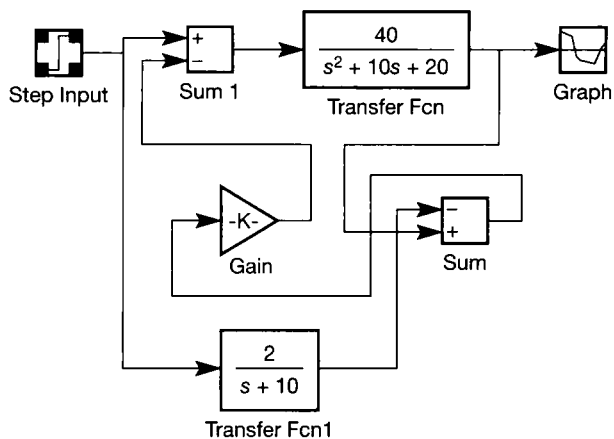 +
−
40
s² + 10s + 20
Step Input
Sum 1
Transfer Fcn
Graph
-K-
−
+
Gain
Sum
2
s + 10
Transfer Fcn1